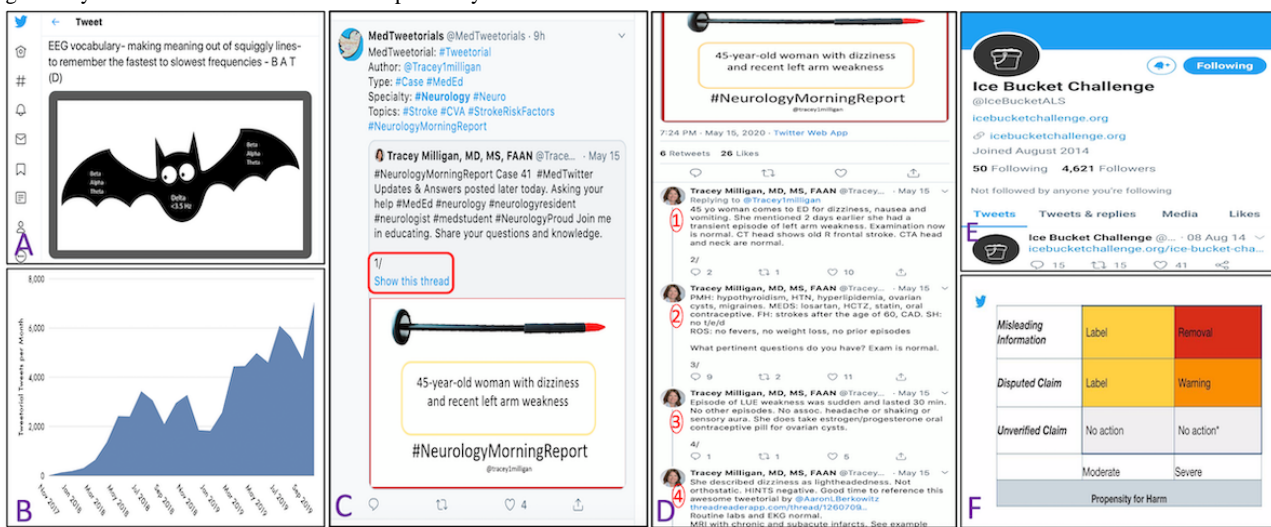 Tweet
EEG vocabulary- making meaning out of squiggly lines-
to remember the fastest to slowest frequencies - B A T
(D)
Beta
Alpha
Theta
Beta
Alpha
Theta
Delta
<3.5 Hz
A
Tweetorial Tweets per Month
8,000
6,000
4,000
2,000
0
Nov 2017
Jan 2018
Mar 2018
May 2018
Jul 2018
Sep 2018
Nov 2018
Jan 2019
Mar 2019
May 2019
Jul 2019
Sep 2019
B
MedTweetorials @MedTweetorials · 9h
MedTweetorial: #Tweetorial
Author: @Tracey1milligan
Type: #Case #MedEd
Specialty: #Neurology #Neuro
Topics: #Stroke #CVA #StrokeRiskFactors
#NeurologyMorningReport
Tracey Milligan, MD, MS, FAAN @Trace... · May 15
#NeurologyMorningReport Case 41 #MedTwitter
Updates & Answers posted later today. Asking your
help #MedEd #neurology #neurologyresident
#neurologist #medstudent #NeurologyProud Join me
in educating. Share your questions and knowledge.
1/
Show this thread
45-year-old woman with dizziness
and recent left arm weakness
#NeurologyMorningReport
@tracey1milligan
4
C
45-year-old woman with dizziness
and recent left arm weakness
#NeurologyMorningReport
@tracey1milligan
7:24 PM · May 15, 2020 · Twitter Web App
6 Retweets 26 Likes
Tracey Milligan, MD, MS, FAAN @Tracey... · May 15
Replying to @Tracey1milligan
1
45 yo woman comes to ED for dizziness, nausea and
vomiting. She mentioned 2 days earlier she had a
transient episode of left arm weakness. Examination now
is normal. CT head shows old R frontal stroke. CTA head
and neck are normal.
2/
2 1 10
Tracey Milligan, MD, MS, FAAN @Tracey... · May 15
2
PMH: hypothyroidism, HTN, hyperlipidemia, ovarian
cysts, migraines. MEDS: losartan, HCTZ, statin, oral
contraceptive. FH: strokes after the age of 60, CAD. SH:
no t/e/d
ROS: no fevers, no weight loss, no prior episodes
What pertinent questions do you have? Exam is normal.
3/
9 2 11
Tracey Milligan, MD, MS, FAAN @Tracey... · May 15
3
Episode of LUE weakness was sudden and lasted 30 min.
No other episodes. No assoc. headache or shaking or
sensory aura. She does take estrogen/progesterone oral
contraceptive pill for ovarian cysts.
4/
1 1 5
Tracey Milligan, MD, MS, FAAN @Tracey... · May 15
4
She described dizziness as lightheadedness. Not
orthostatic. HINTS negative. Good time to reference this
awesome tweetorial by @AaronLBerkowitz
threadreaderapp.com/thread/1260709...
Routine labs and EKG normal.
MRI with chronic and subacute infarcts. See example
D
Following
Ice Bucket Challenge
@IceBucketALS
icebucketchallenge.org
icebucketchallenge.org
Joined August 2014
50 Following 4,621 Followers
Not followed by anyone you're following
Tweets Tweets & replies Media Likes
Ice Bucket Challenge @... · 08 Aug 14
icebucketchallenge.org/ice-bucket-cha...
15 15 41
E
Misleading
Information
Label
Removal
Disputed Claim
Label
Warning
Unverified Claim
No action
No action*
Moderate
Severe
Propensity for Harm
F